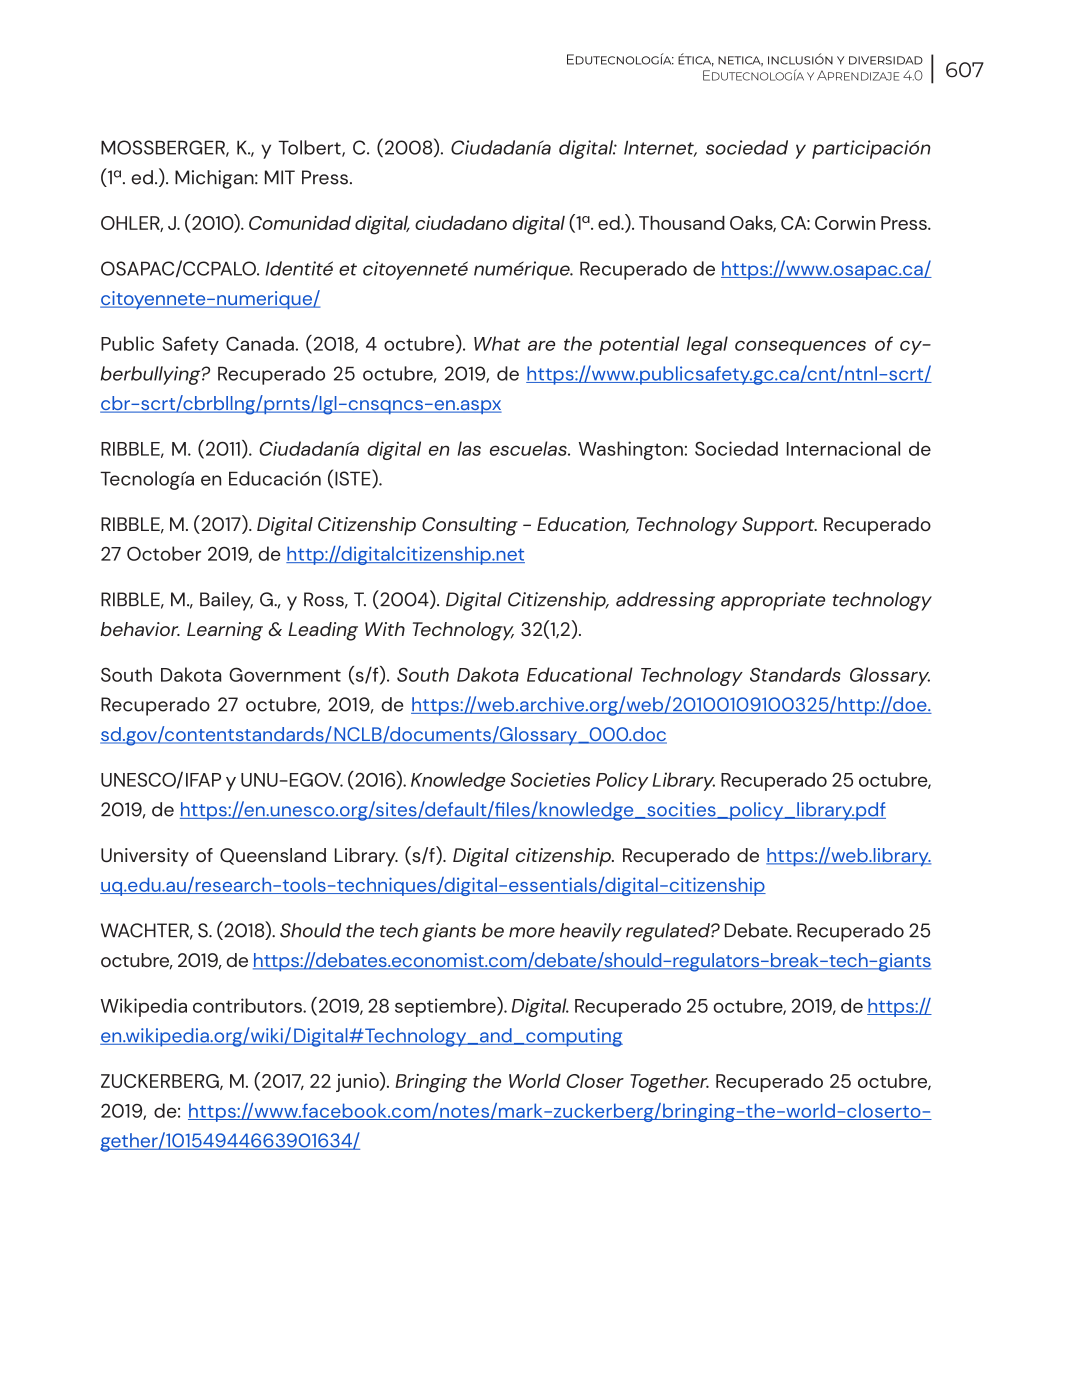 Edutecnología: ética, netica, inclusión y diversidad
Edutecnología y Aprendizaje 4.0
607
MOSSBERGER, K., y Tolbert, C. (2008). Ciudadanía digital: Internet, sociedad y participación
(1ª. ed.). Michigan: MIT Press.
OHLER, J. (2010). Comunidad digital, ciudadano digital (1ª. ed.). Thousand Oaks, CA: Corwin Press.
OSAPAC/CCPALO. Identité et citoyenneté numérique. Recuperado de https://www.osapac.ca/
citoyennete-numerique/
Public Safety Canada. (2018, 4 octubre). What are the potential legal consequences of cy-
berbullying? Recuperado 25 octubre, 2019, de https://www.publicsafety.gc.ca/cnt/ntnl-scrt/
cbr-scrt/cbrbllng/prnts/lgl-cnsqncs-en.aspx
RIBBLE, M. (2011). Ciudadanía digital en las escuelas. Washington: Sociedad Internacional de
Tecnología en Educación (ISTE).
RIBBLE, M. (2017). Digital Citizenship Consulting - Education, Technology Support. Recuperado
27 October 2019, de http://digitalcitizenship.net
RIBBLE, M., Bailey, G., y Ross, T. (2004). Digital Citizenship, addressing appropriate technology
behavior. Learning & Leading With Technology, 32(1,2).
South Dakota Government (s/f). South Dakota Educational Technology Standards Glossary.
Recuperado 27 octubre, 2019, de https://web.archive.org/web/20100109100325/http://doe.
sd.gov/contentstandards/NCLB/documents/Glossary_000.doc
UNESCO/IFAP y UNU-EGOV. (2016). Knowledge Societies Policy Library. Recuperado 25 octubre,
2019, de https://en.unesco.org/sites/default/files/knowledge_socities_policy_library.pdf
University of Queensland Library. (s/f). Digital citizenship. Recuperado de https://web.library.
uq.edu.au/research-tools-techniques/digital-essentials/digital-citizenship
WACHTER, S. (2018). Should the tech giants be more heavily regulated? Debate. Recuperado 25
octubre, 2019, de https://debates.economist.com/debate/should-regulators-break-tech-giants
Wikipedia contributors. (2019, 28 septiembre). Digital. Recuperado 25 octubre, 2019, de https://
en.wikipedia.org/wiki/Digital#Technology_and_computing
ZUCKERBERG, M. (2017, 22 junio). Bringing the World Closer Together. Recuperado 25 octubre,
2019, de: https://www.facebook.com/notes/mark-zuckerberg/bringing-the-world-closerto-
gether/10154944663901634/